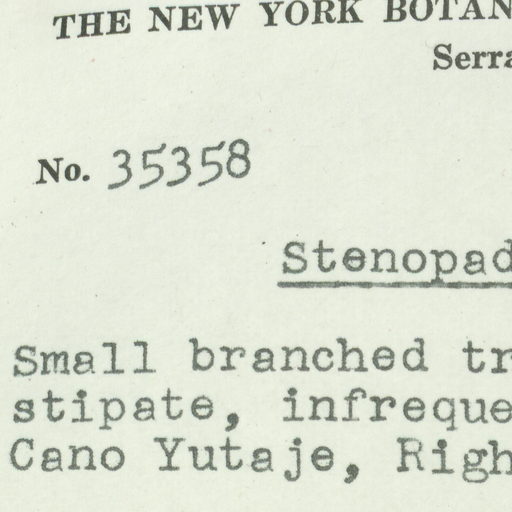 THE NEW YORK BOTAN
Serra
No. 35358
Stenopad
Small branched tr
stipate, infreque
Cano Yutaje, Righ